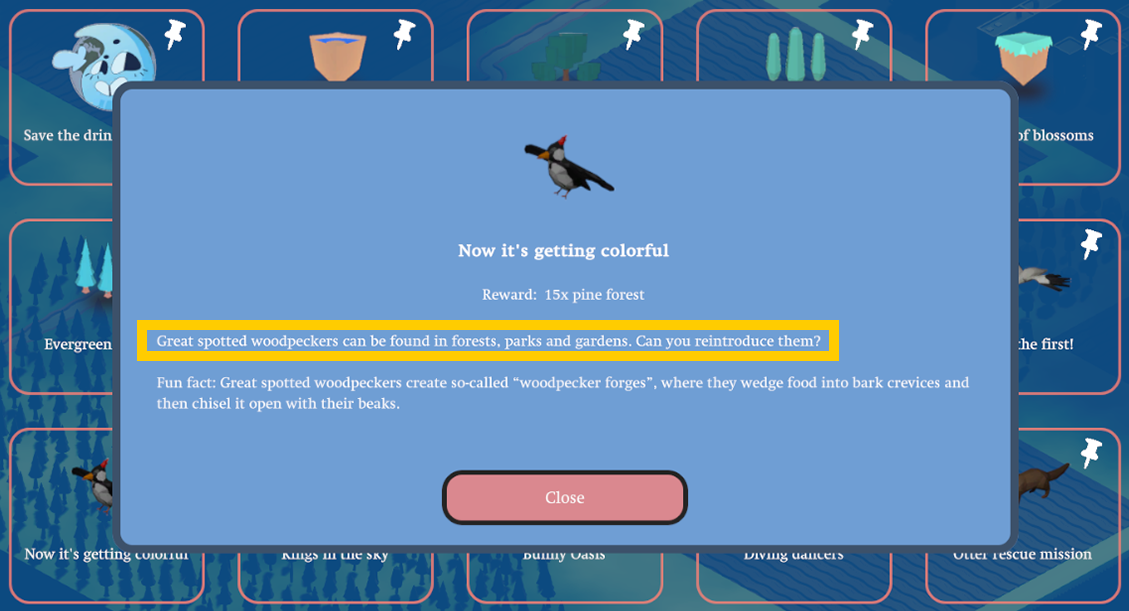 Save the drin
of blossoms
Now it's getting colorful
Reward: 15x pine forest
Great spotted woodpeckers can be found in forests, parks and gardens. Can you reintroduce them?
Fun fact: Great spotted woodpeckers create so-called “woodpecker forges”, where they wedge food into bark crevices and
then chisel it open with their beaks.
Evergreen
the first!
Close
Now it's getting colorful
Kings in the sky
Bunny Oasis
Diving dancers
Otter rescue mission